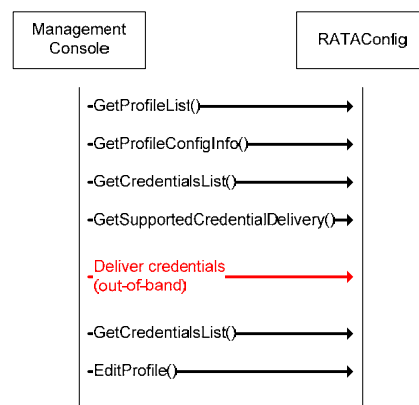 Management
Console
RATAConfig
GetProfileList()
GetProfileConfigInfo()
GetCredentialsList()
GetSupportedCredentialDelivery()
Deliver credentials
(out-of-band)
GetCredentialsList()
EditProfile()